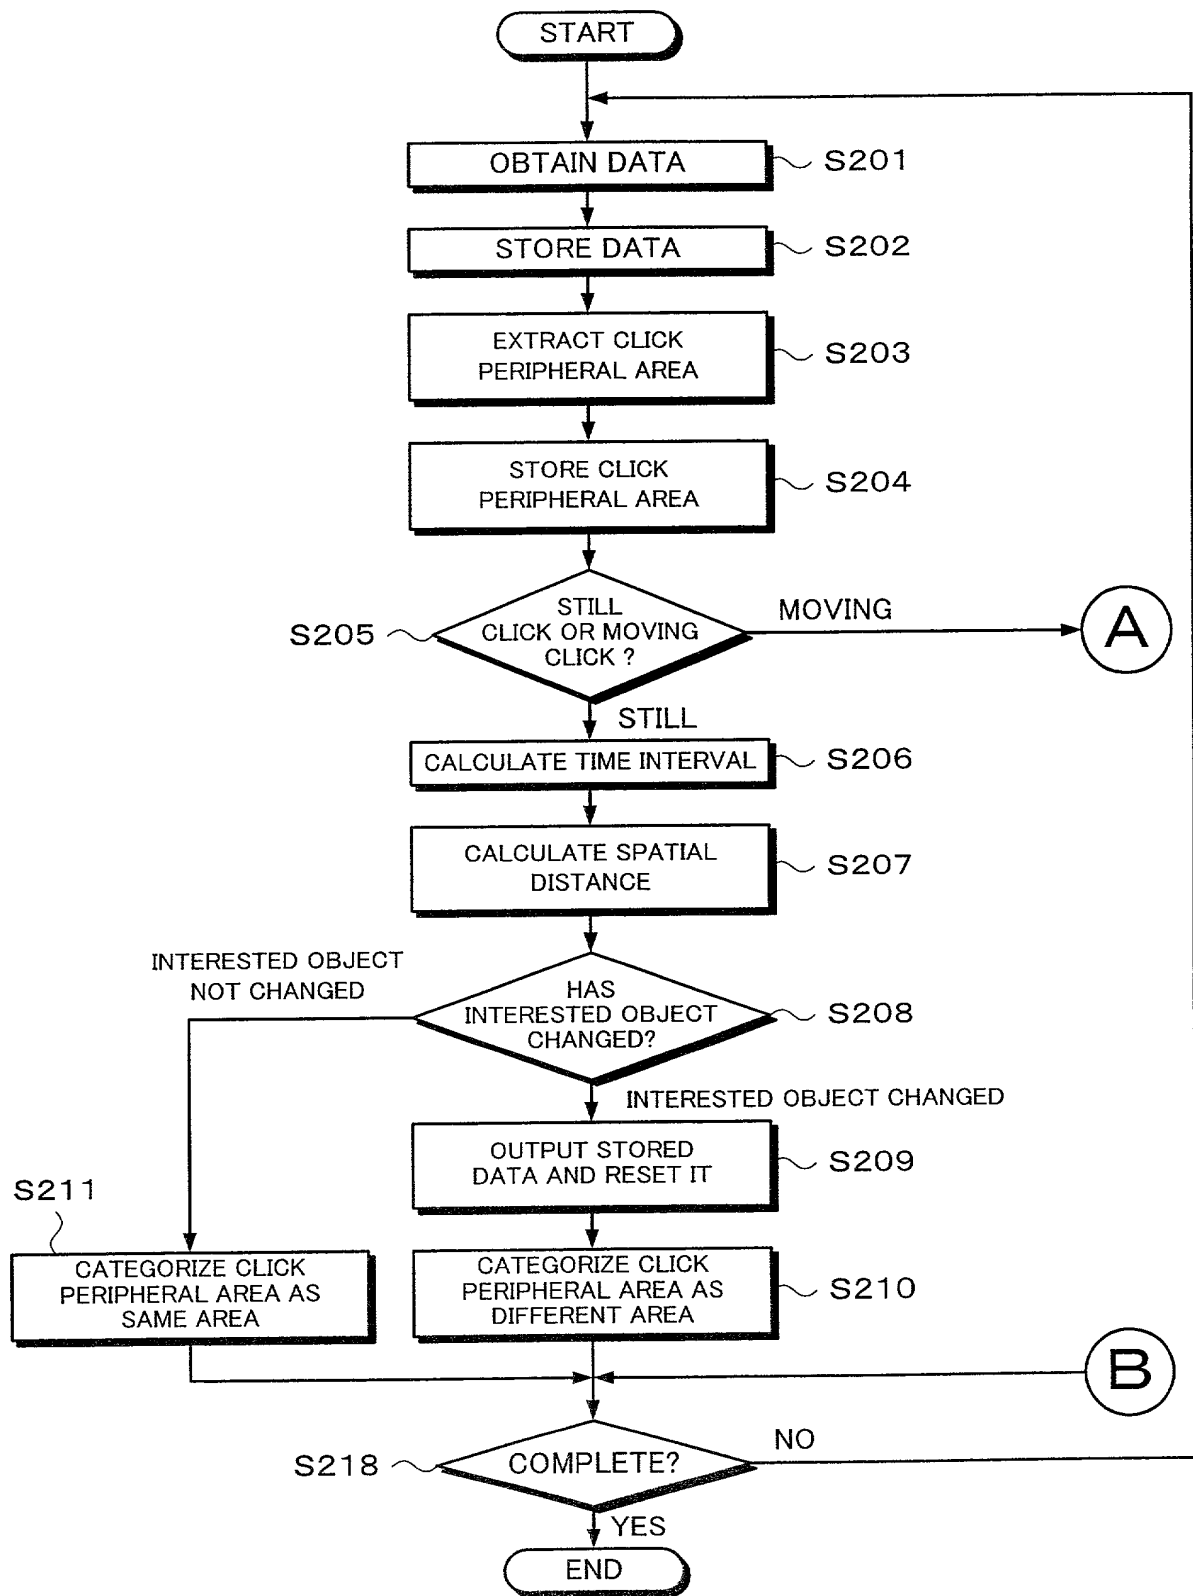 START
OBTAIN DATA
S201
STORE DATA
S202
EXTRACT CLICK
PERIPHERAL AREA
S203
STORE CLICK
PERIPHERAL AREA
S204
STILL
CLICK OR MOVING
CLICK ?
S205
MOVING
A
STILL
CALCULATE TIME INTERVAL
S206
CALCULATE SPATIAL
DISTANCE
S207
INTERESTED OBJECT
NOT CHANGED
HAS
INTERESTED OBJECT
CHANGED?
S208
INTERESTED OBJECT CHANGED
OUTPUT STORED
DATA AND RESET IT
S209
S211
CATEGORIZE CLICK
PERIPHERAL AREA AS
SAME AREA
CATEGORIZE CLICK
PERIPHERAL AREA AS
DIFFERENT AREA
S210
B
S218
COMPLETE?
NO
YES
END